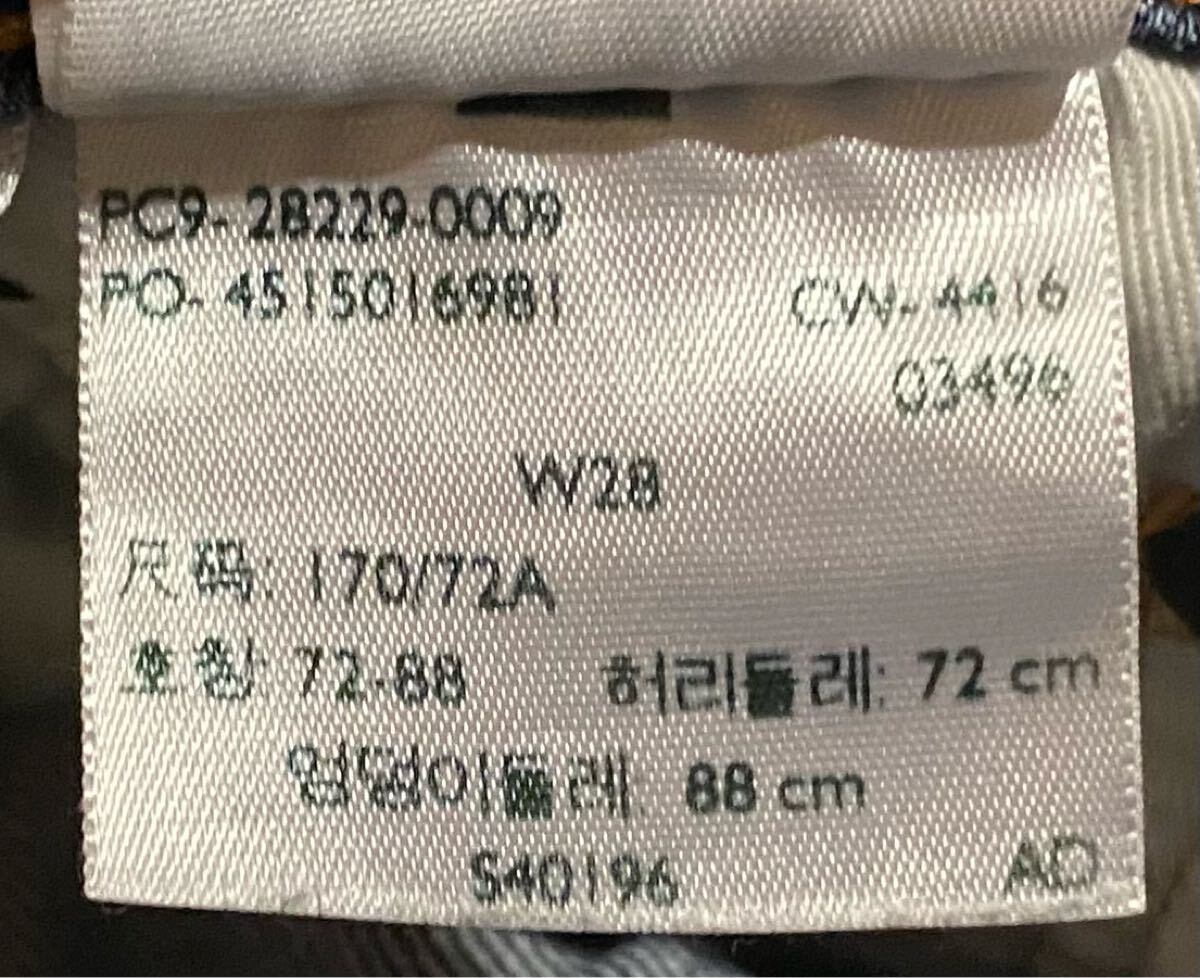 PC9-28229-0009
PO-4515016981 CW-4416
03496
W28
尺码: 170/72A
호칭: 72-88 허리둘레: 72 cm
엉덩이둘레: 88 cm
S40196 AO